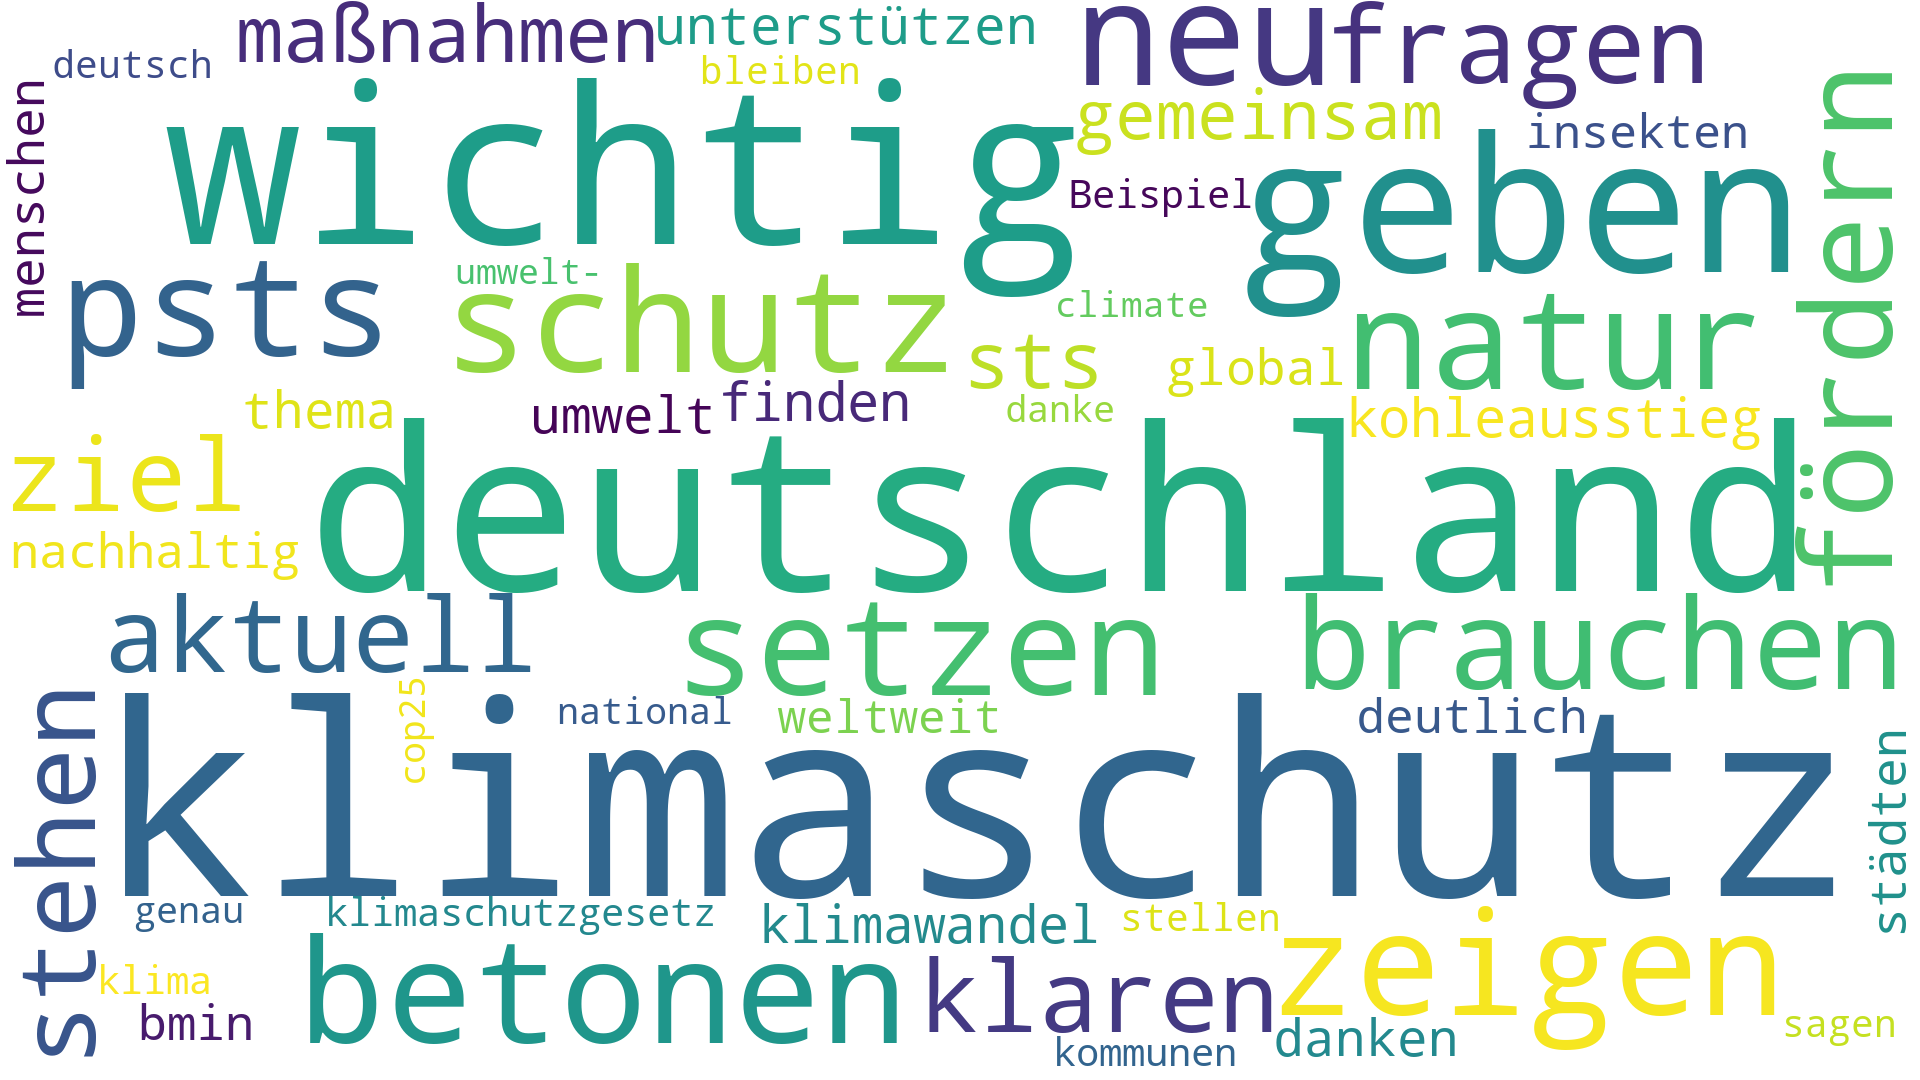 maßnahmen
unterstützen
neu
fragen
deutsch
bleiben
menschen
wichtig
gemeinsam
insekten
fördern
Beispiel
geben
psts
umwelt-
schutz
climate
natur
sts
global
thema
umwelt
finden
danke
kohleausstieg
ziel
deutschland
nachhaltig
aktuell
setzen
brauchen
stehen
cop25
national
weltweit
deutlich
klimaschutz
städten
genau
klimaschutzgesetz
klimawandel
stellen
zeigen
klima
bmin
betonen
klaren
danken
sagen
kommunen